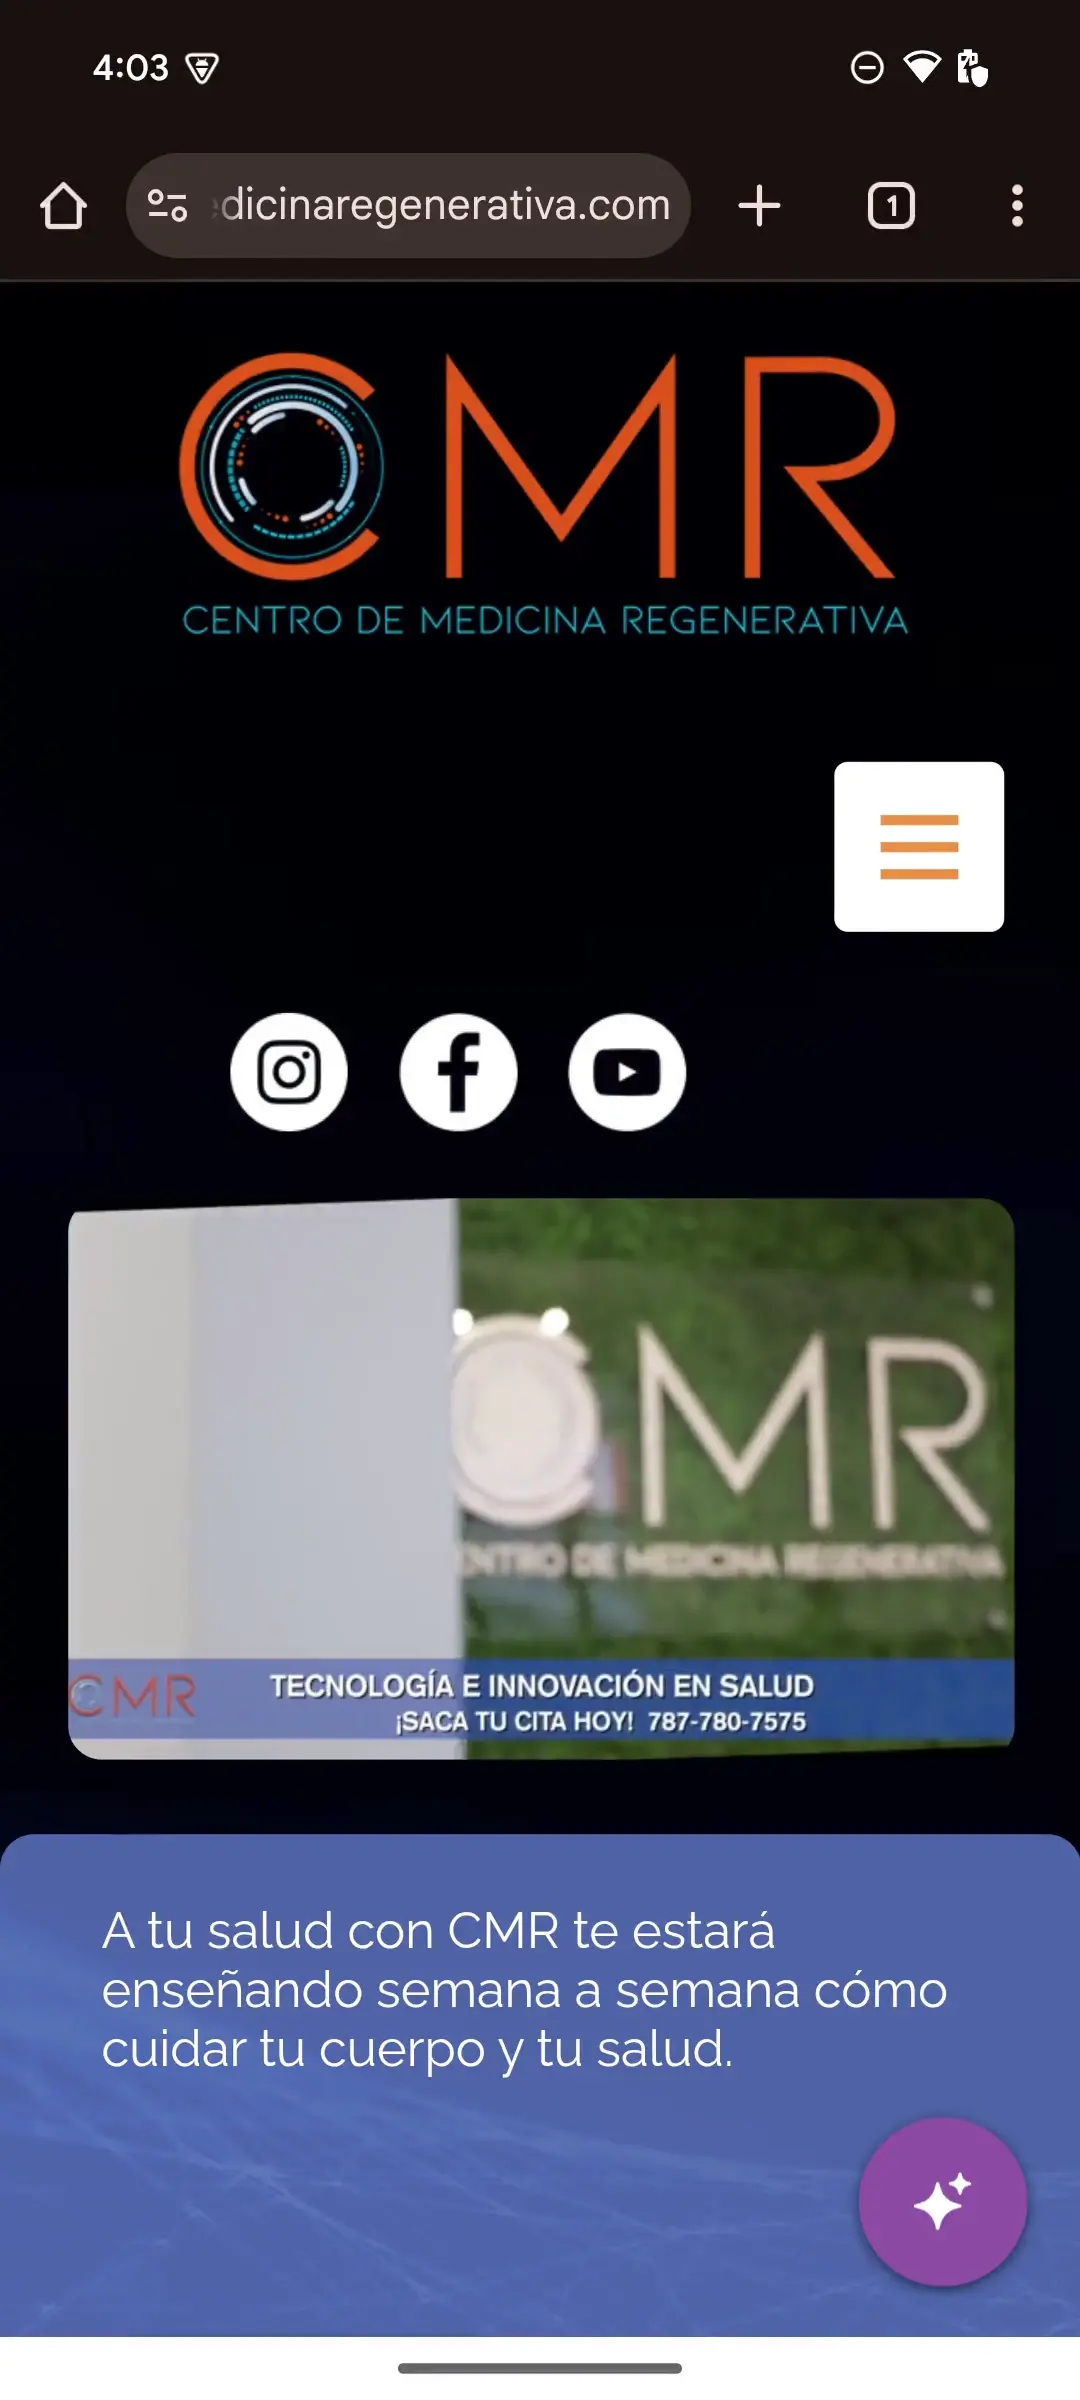 4:03
edicinaregenerativa.com
1
CMR
CENTRO DE MEDICINA REGENERATIVA
CMR
CENTRO DE MEDICINA REGENERATIVA
CMR
TECNOLOGÍA E INNOVACIÓN EN SALUD
¡SACA TU CITA HOY! 787-780-7575
A tu salud con CMR te estará
enseñando semana a semana cómo
cuidar tu cuerpo y tu salud.